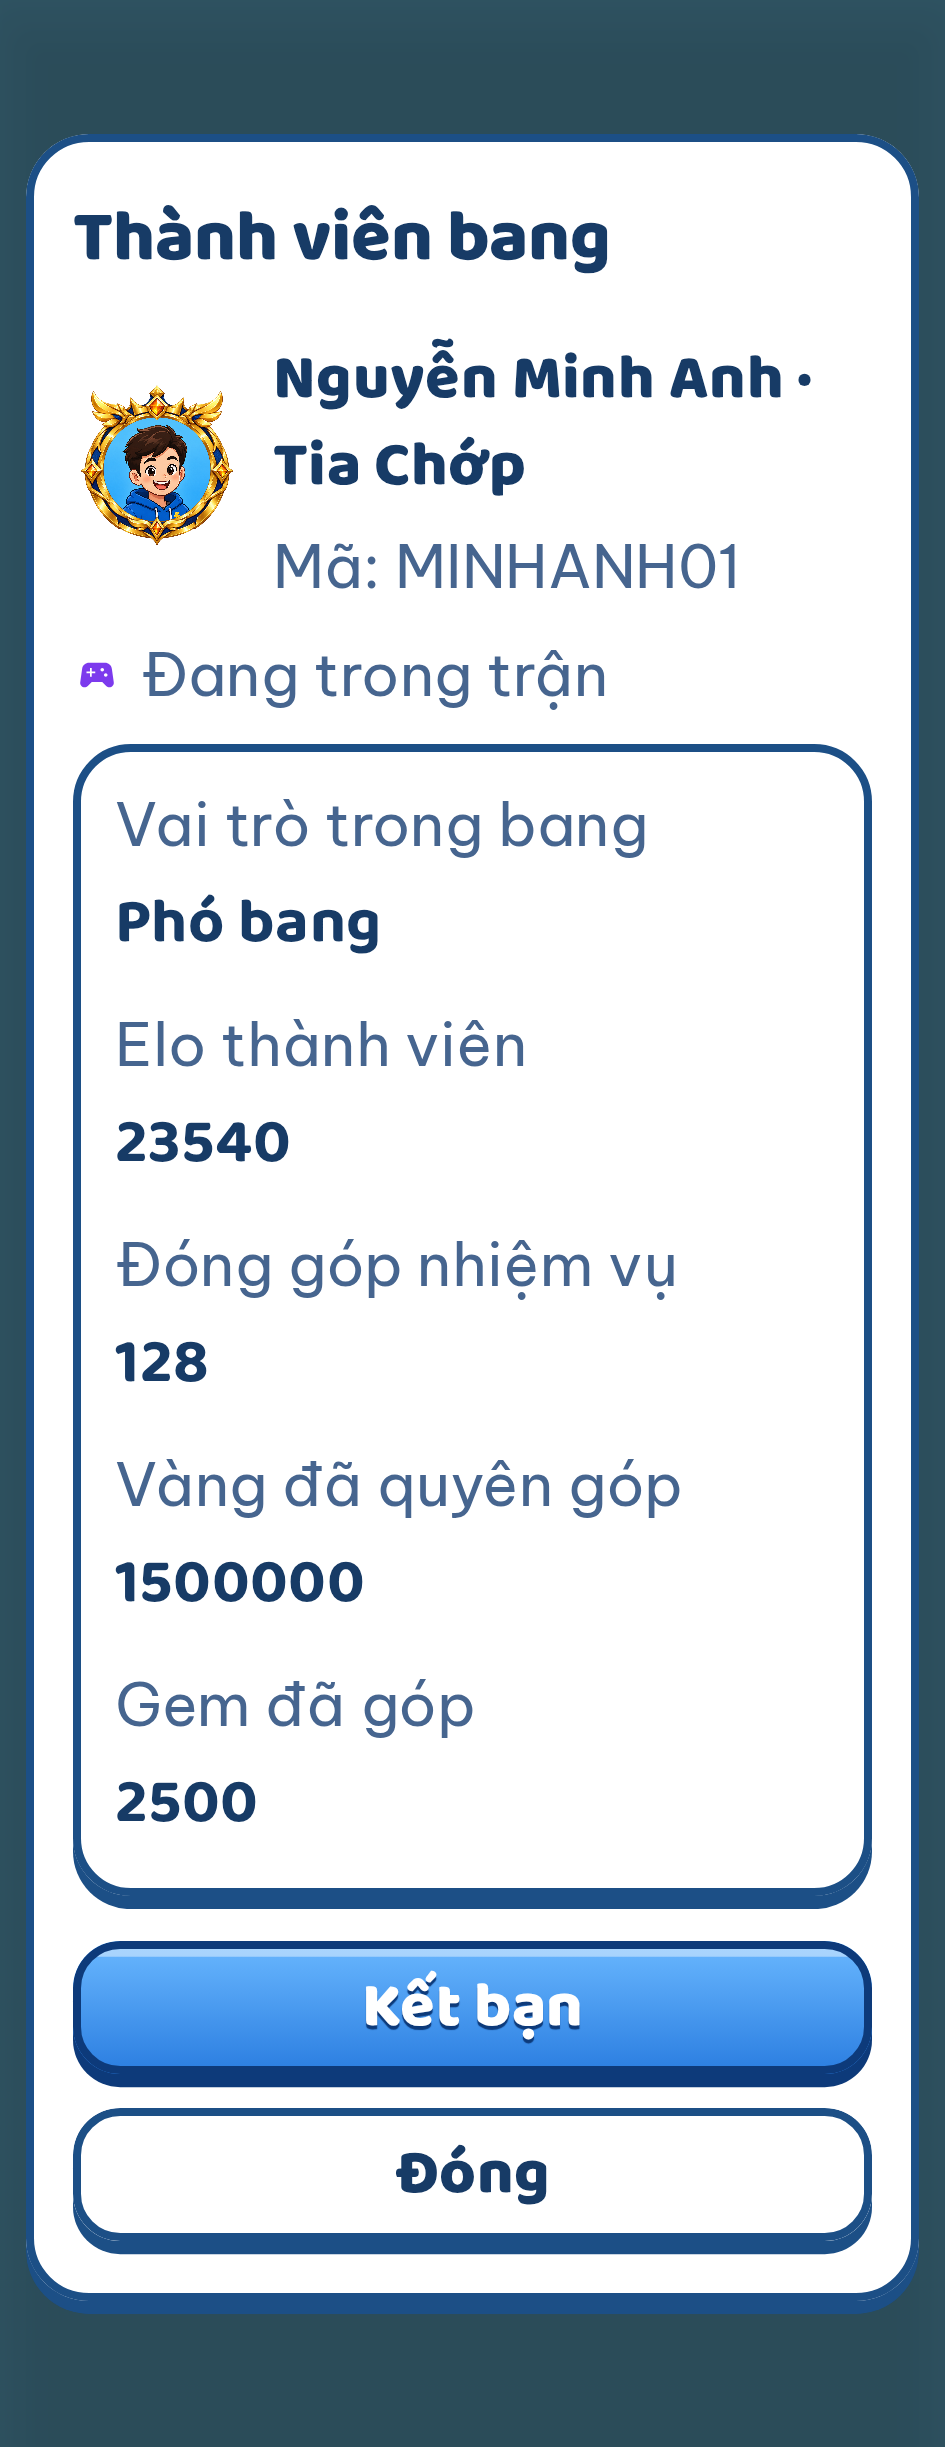 Thành viên bang
Nguyễn Minh Anh ·
Tia Chớp
Mã: MINHANH01
Đang trong trận
Vai trò trong bang
Phó bang
Elo thành viên
23540
Đóng góp nhiệm vụ
128
Vàng đã quyên góp
1500000
Gem đã góp
2500
Kết bạn
Đóng